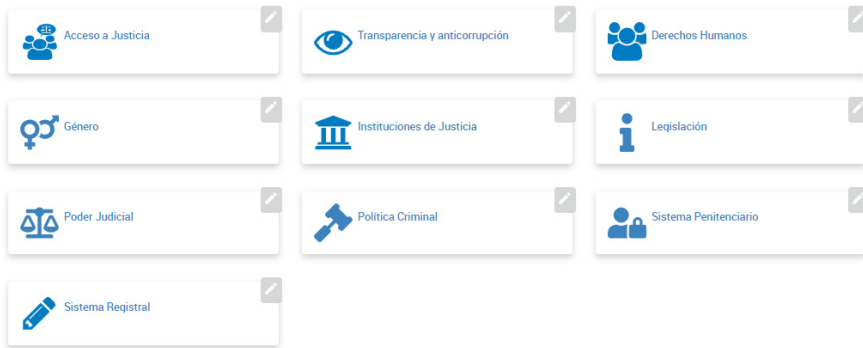 Acceso a Justicia
Transparencia y anticorrupción
Derechos Humanos
Género
Instituciones de Justicia
Legislación
Poder Judicial
Política Criminal
Sistema Penitenciario
Sistema Registral